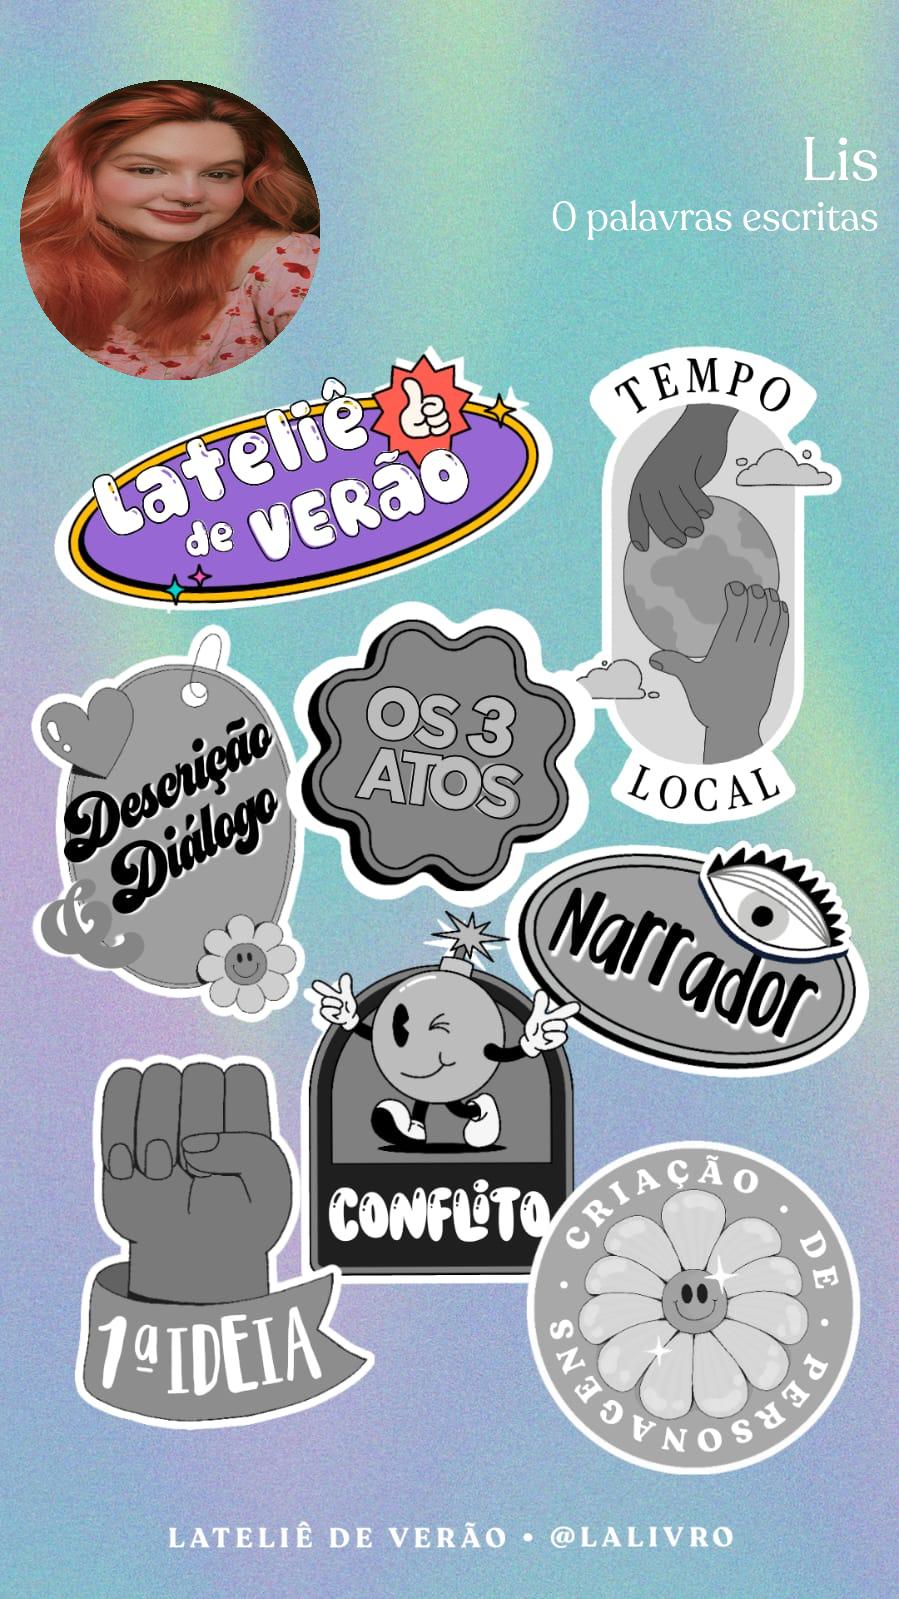 Lis
0 palavras escritas
Lateliê
de VERÃO
TEMPO
LOCAL
Descrição
& Diálogo
OS 3
ATOS
Narrador
CONFLITO
1ª IDEIA
CRIAÇÃO · DE · PERSONAGENS ·
LATELIÊ DE VERÃO • @LALIVRO